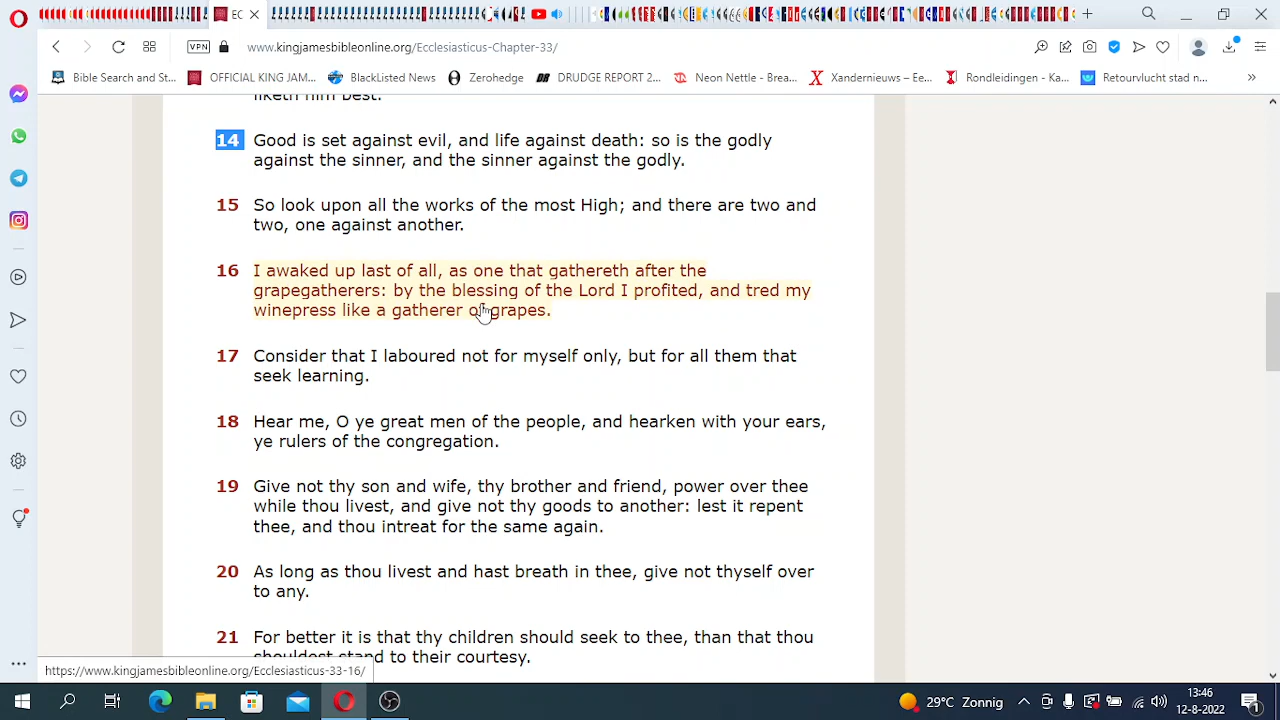 EC
VPN
www.kingjamesbibleonline.org/Ecclesiasticus-Chapter-33/
Bible Search and St...
OFFICIAL KING JAM...
BlackListed News
Zerohedge
DRUDGE REPORT 2...
Neon Nettle - Brea...
Xandernieuws – Ee...
Rondleidingen - Ka...
Retourvlucht stad n...
liketh him best.
14 Good is set against evil, and life against death: so is the godly
against the sinner, and the sinner against the godly.
15 So look upon all the works of the most High; and there are two and
two, one against another.
16 I awaked up last of all, as one that gathereth after the
grapegatherers: by the blessing of the Lord I profited, and tred my
winepress like a gatherer of grapes.
17 Consider that I laboured not for myself only, but for all them that
seek learning.
18 Hear me, O ye great men of the people, and hearken with your ears,
ye rulers of the congregation.
19 Give not thy son and wife, thy brother and friend, power over thee
while thou livest, and give not thy goods to another: lest it repent
thee, and thou intreat for the same again.
20 As long as thou livest and hast breath in thee, give not thyself over
to any.
21 For better it is that thy children should seek to thee, than that thou
shouldest stand to their courtesy.
https://www.kingjamesbibleonline.org/Ecclesiasticus-33-16/
29°C Zonnig
13:46
12-8-2022
1